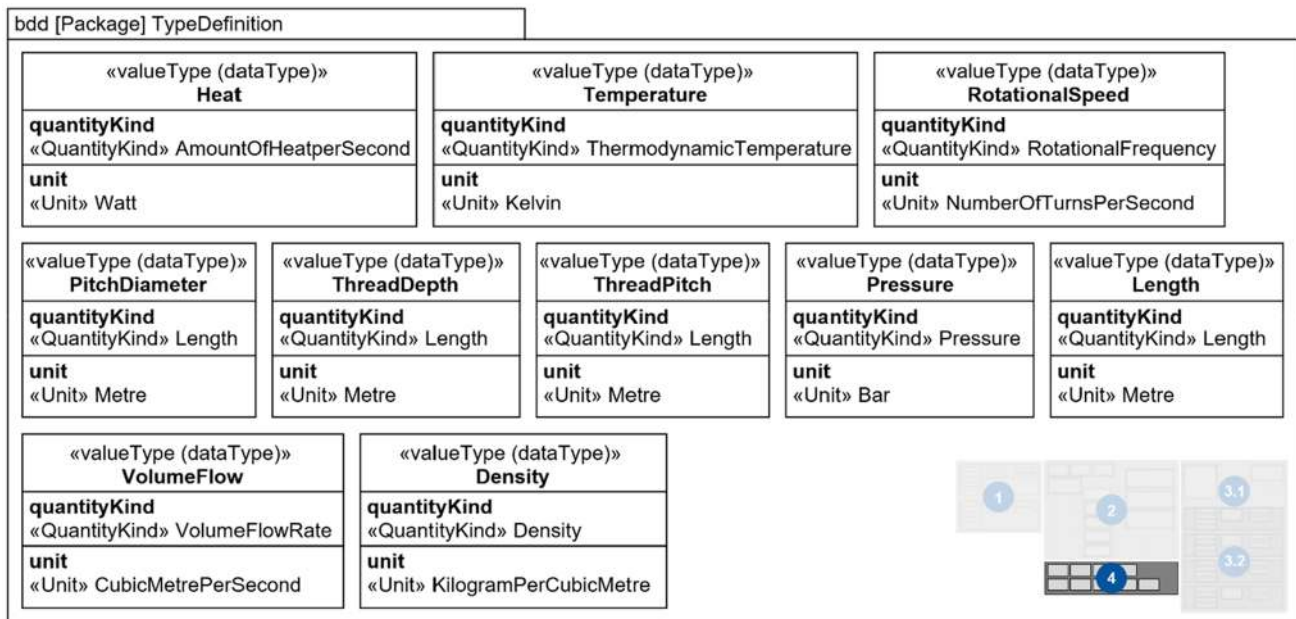 bdd [Package] TypeDefinition
«valueType (dataType)»
Heat
quantityKind
«QuantityKind» AmountOfHeatperSecond
unit
«Unit» Watt
«valueType (dataType)»
Temperature
quantityKind
«QuantityKind» ThermodynamicTemperature
unit
«Unit» Kelvin
«valueType (dataType)»
RotationalSpeed
quantityKind
«QuantityKind» RotationalFrequency
unit
«Unit» NumberOfTurnsPerSecond
«valueType (dataType)»
PitchDiameter
quantityKind
«QuantityKind» Length
unit
«Unit» Metre
«valueType (dataType)»
ThreadDepth
quantityKind
«QuantityKind» Length
unit
«Unit» Metre
«valueType (dataType)»
ThreadPitch
quantityKind
«QuantityKind» Length
unit
«Unit» Metre
«valueType (dataType)»
Pressure
quantityKind
«QuantityKind» Pressure
unit
«Unit» Bar
«valueType (dataType)»
Length
quantityKind
«QuantityKind» Length
unit
«Unit» Metre
«valueType (dataType)»
VolumeFlow
quantityKind
«QuantityKind» VolumeFlowRate
unit
«Unit» CubicMetrePerSecond
«valueType (dataType)»
Density
quantityKind
«QuantityKind» Density
unit
«Unit» KilogramPerCubicMetre
1
2
3.1
3.2
4